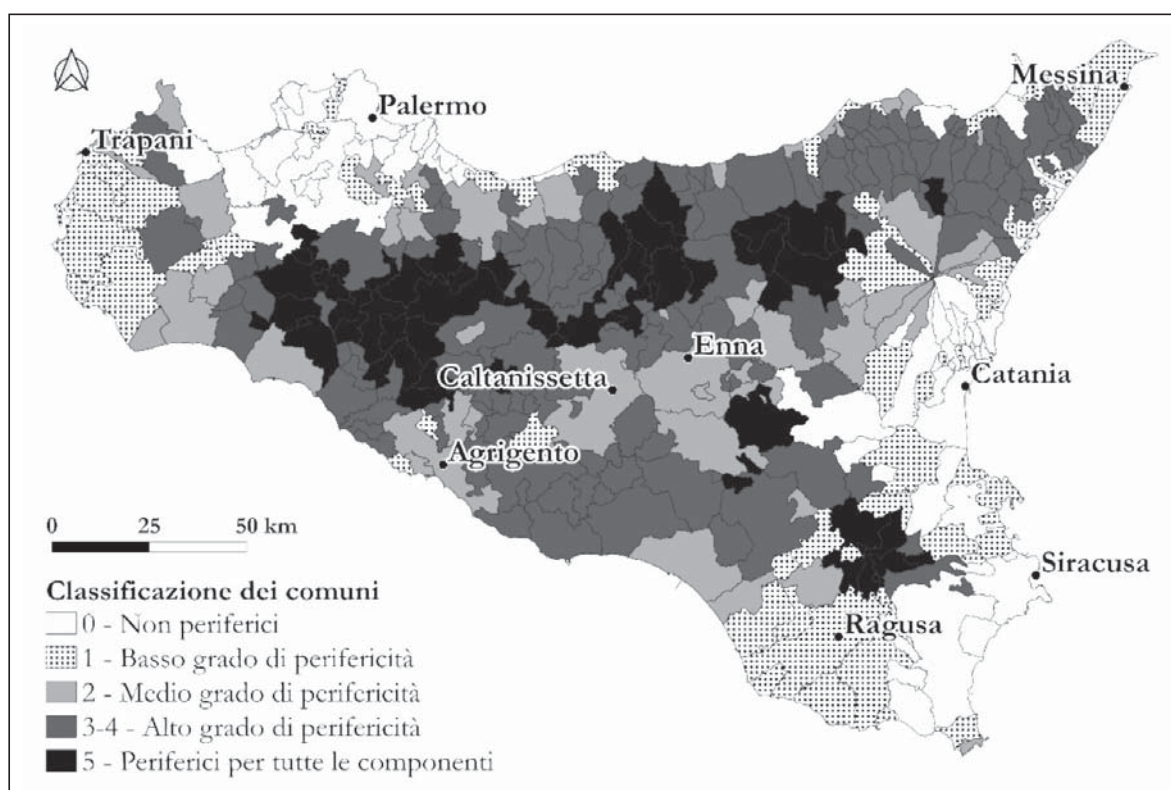 Messina
Palermo
Trapani
Enna
Caltanissetta
Catania
Agrigento
0 25 50 km
Siracusa
Classificazione dei comuni
0 - Non periferici
Ragusa
1 - Basso grado di perifericità
2 - Medio grado di perifericità
3-4 - Alto grado di perifericità
5 - Periferici per tutte le componenti